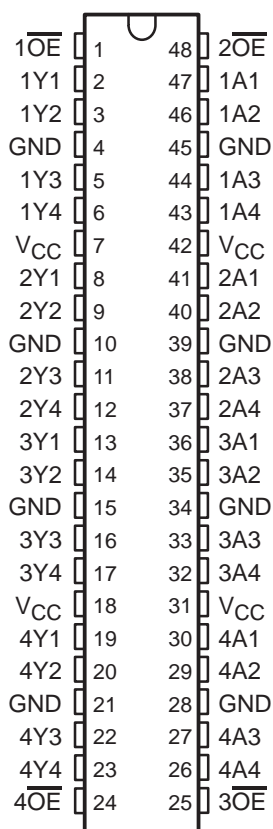 1O̅E̅ 1 48 2O̅E̅
1Y1 2 47 1A1
1Y2 3 46 1A2
GND 4 45 GND
1Y3 5 44 1A3
1Y4 6 43 1A4
VCC 7 42 VCC
2Y1 8 41 2A1
2Y2 9 40 2A2
GND 10 39 GND
2Y3 11 38 2A3
2Y4 12 37 2A4
3Y1 13 36 3A1
3Y2 14 35 3A2
GND 15 34 GND
3Y3 16 33 3A3
3Y4 17 32 3A4
VCC 18 31 VCC
4Y1 19 30 4A1
4Y2 20 29 4A2
GND 21 28 GND
4Y3 22 27 4A3
4Y4 23 26 4A4
4O̅E̅ 24 25 3O̅E̅